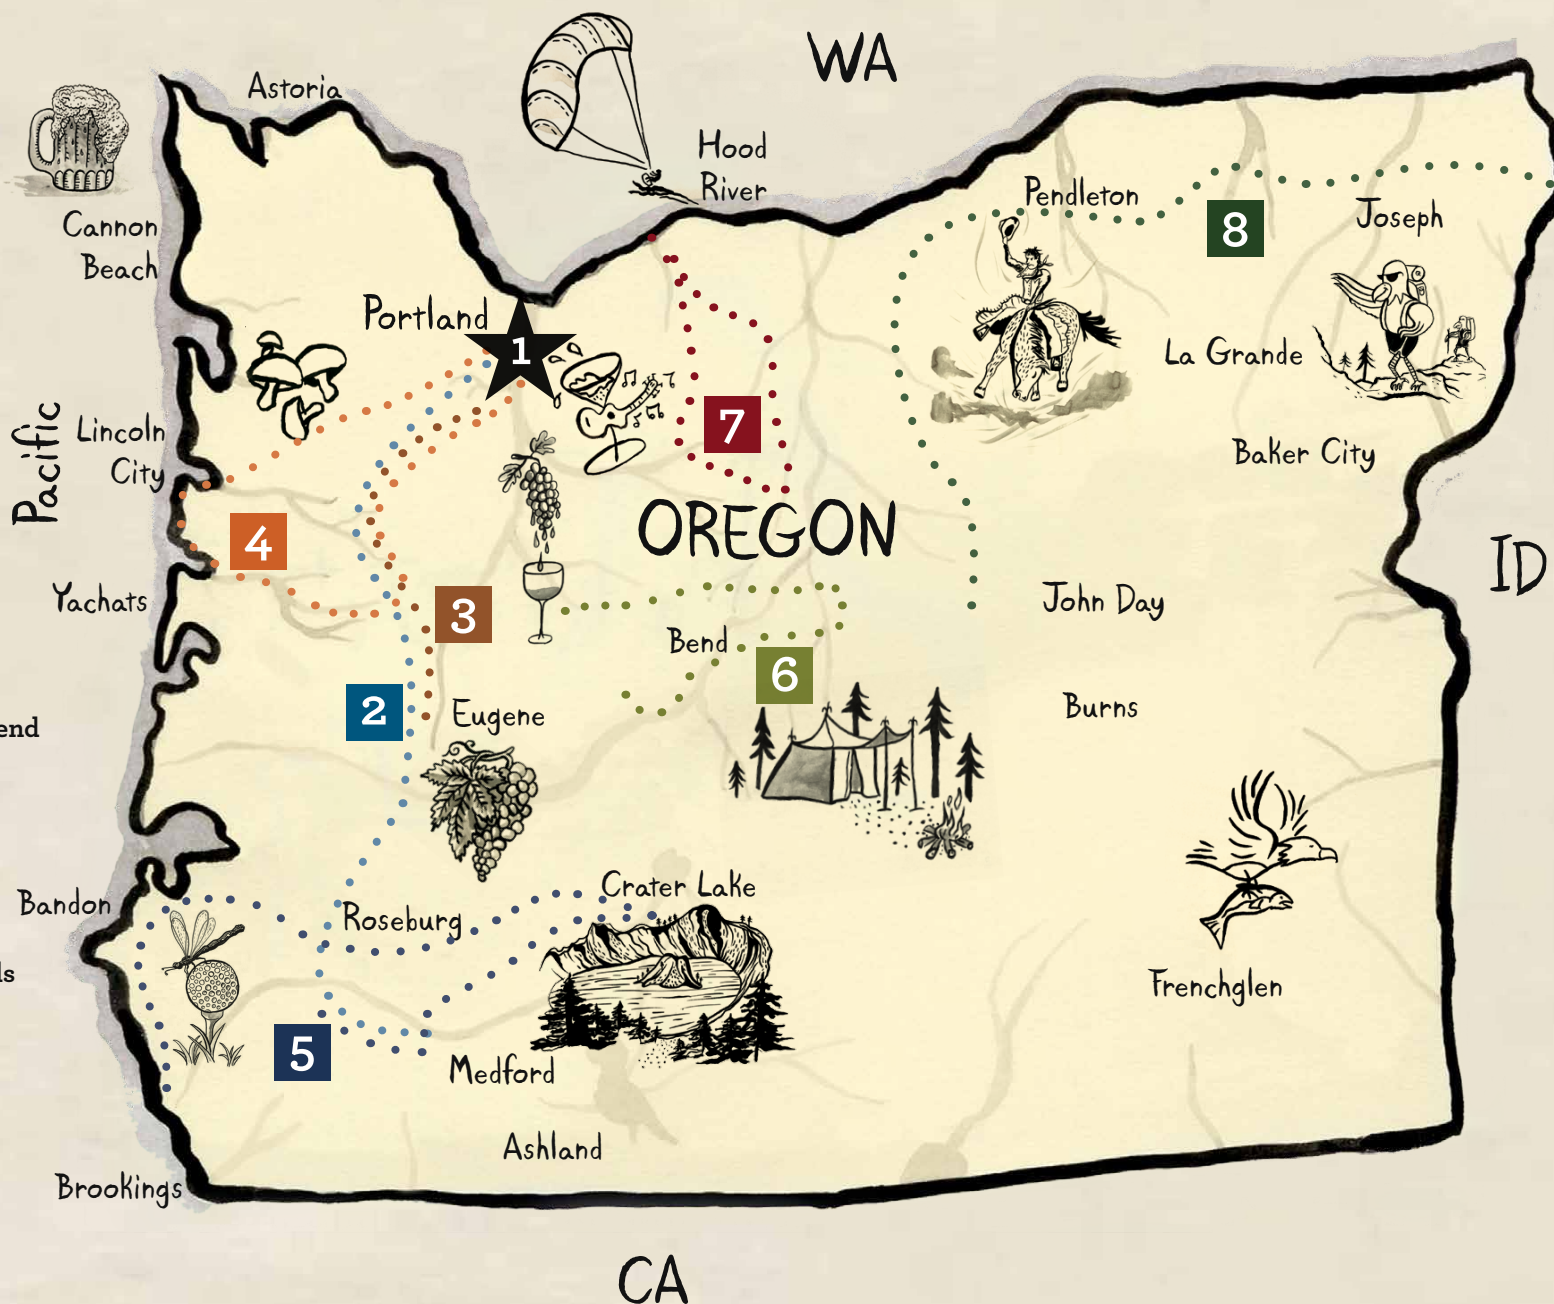 WA
Astoria
Hood
River
Pendleton
Joseph
8
Cannon
Beach
Portland
1
La Grande
Pacific
Lincoln
City
7
Baker City
OREGON
4
ID
Yachats
3
John Day
Bend
6
2
Eugene
Burns
end
Crater Lake
Bandon
Roseburg
ls
Frenchglen
5
Medford
Ashland
Brookings
CA